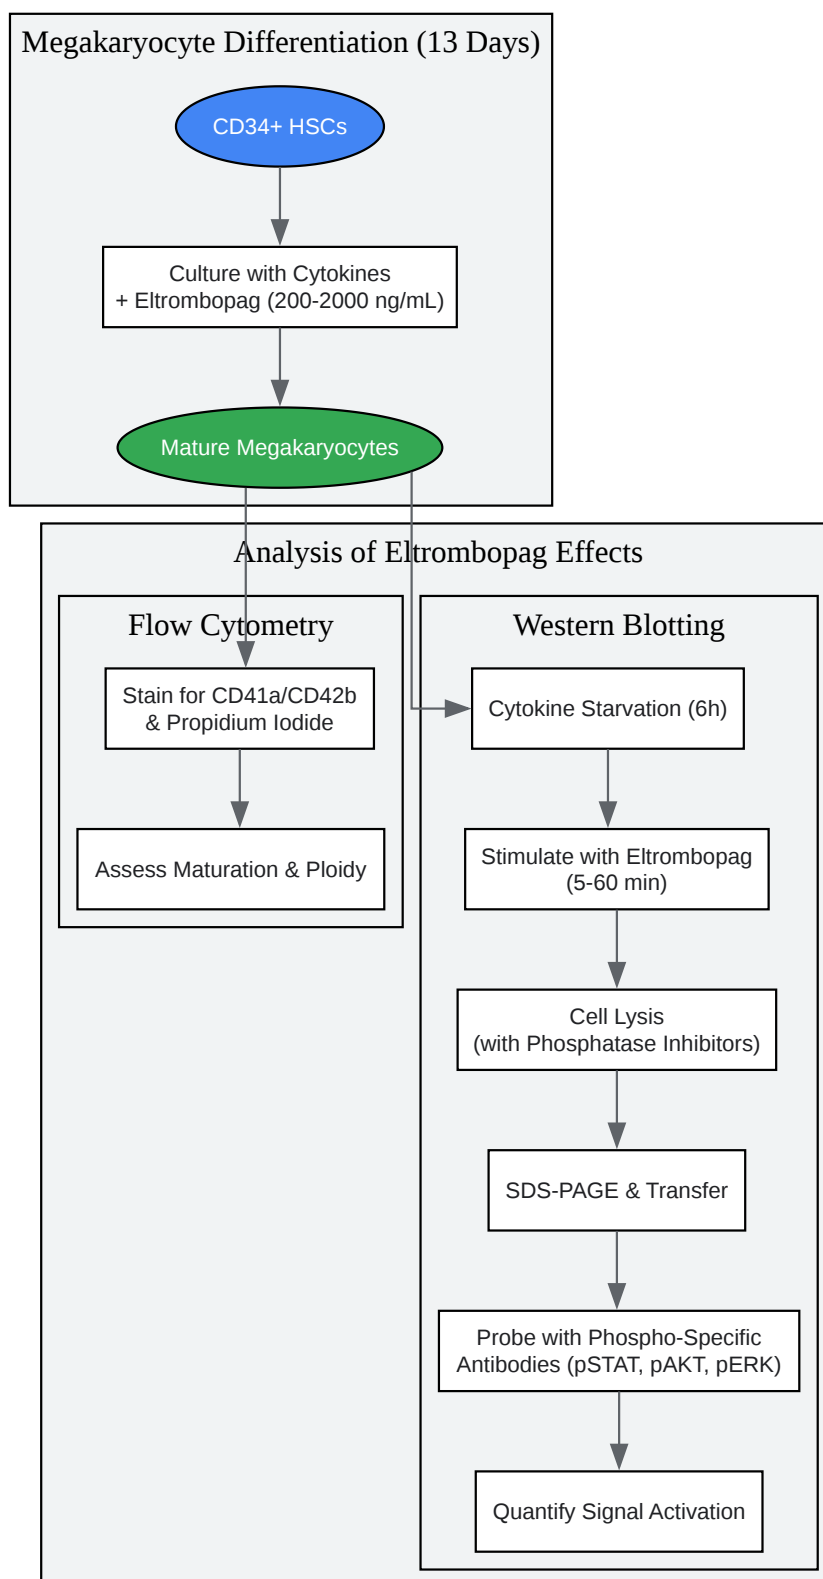 Megakaryocyte Differentiation (13 Days)
CD34+ HSCs
Culture with Cytokines
+ Eltrombopag (200-2000 ng/mL)
Mature Megakaryocytes
Analysis of Eltrombopag Effects
Flow Cytometry
Stain for CD41a/CD42b
& Propidium Iodide
Assess Maturation & Ploidy
Western Blotting
Cytokine Starvation (6h)
Stimulate with Eltrombopag
(5-60 min)
Cell Lysis
(with Phosphatase Inhibitors)
SDS-PAGE & Transfer
Probe with Phospho-Specific
Antibodies (pSTAT, pAKT, pERK)
Quantify Signal Activation